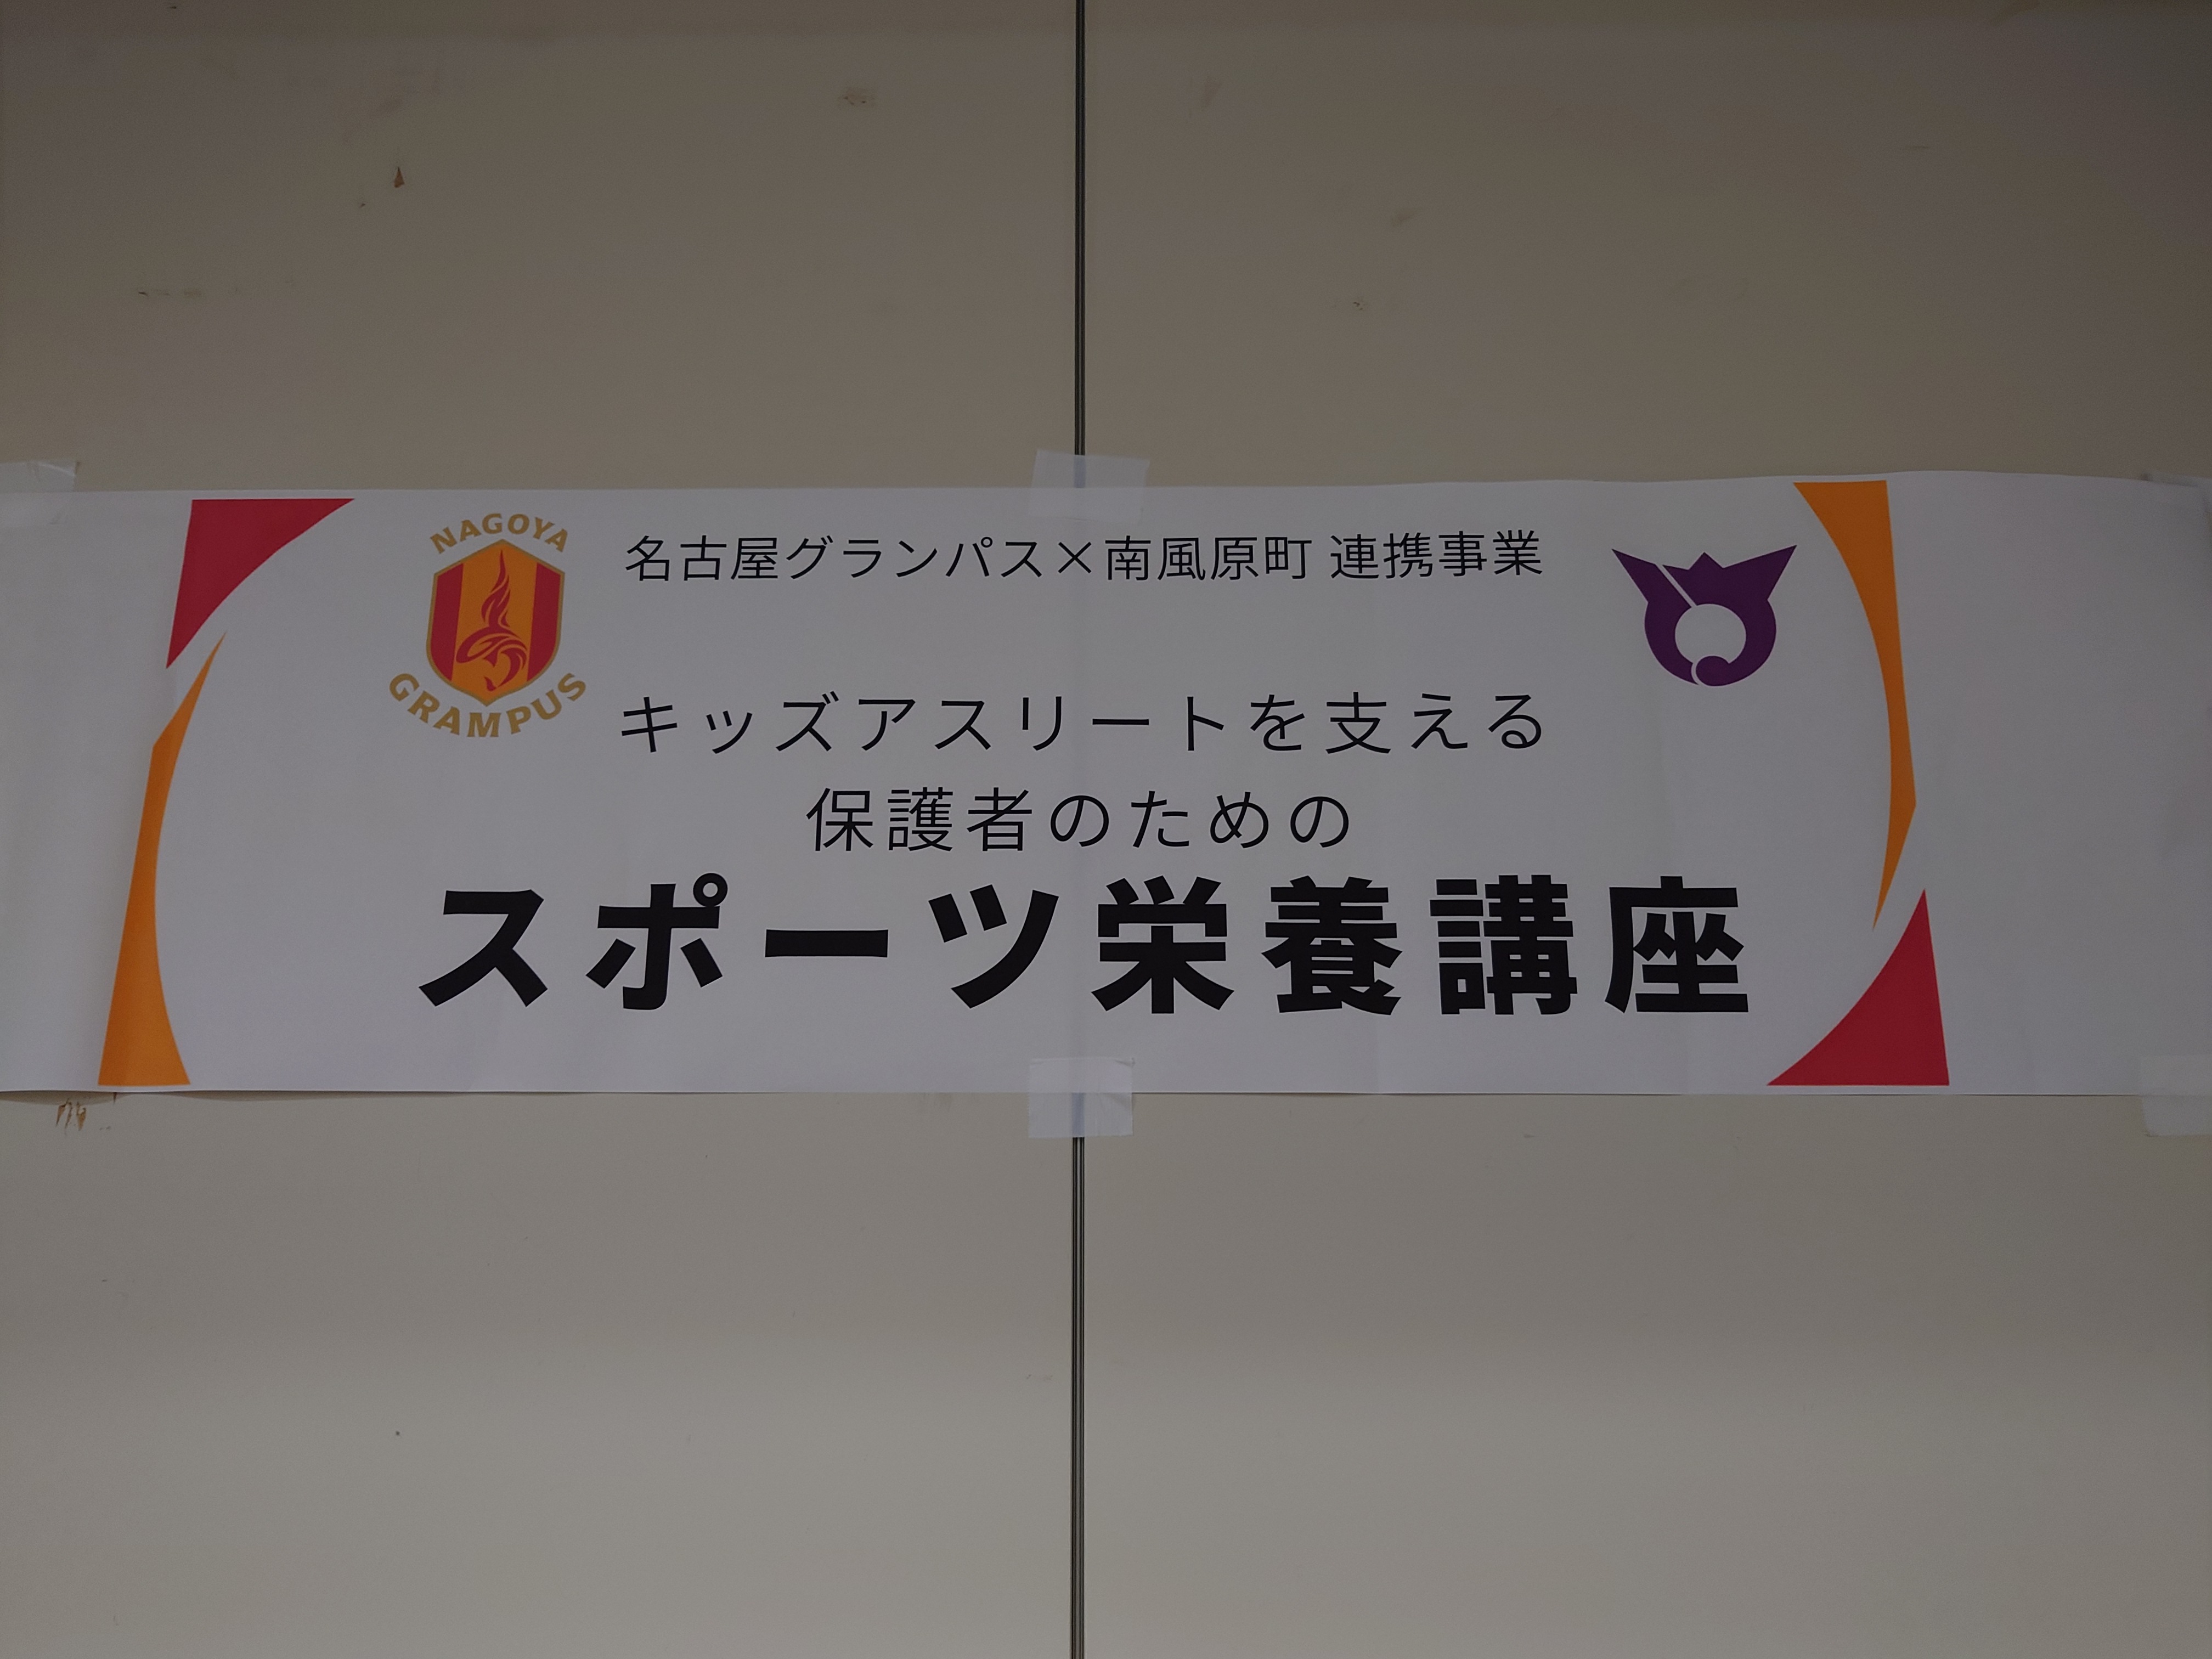 NAGOYA
GRAMPUS
名古屋グランパス×南風原町 連携事業
キッズアスリートを支える
保護者のための
スポーツ栄養講座